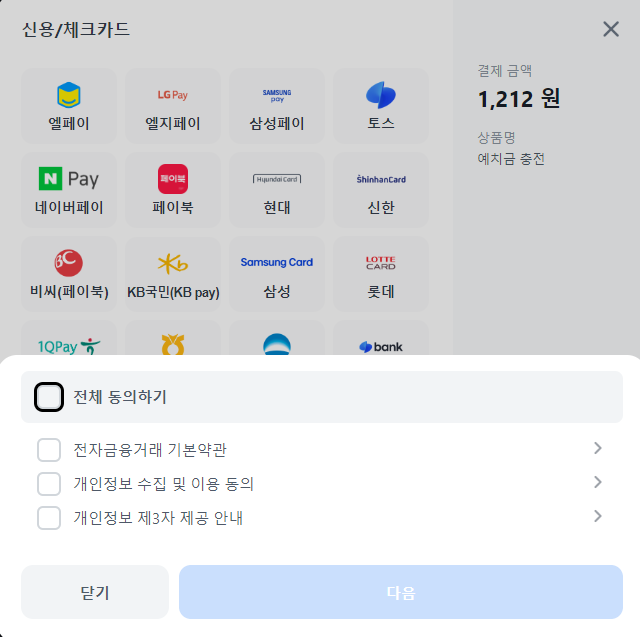 신용/체크카드
결제 금액
1,212 원
상품명
예치금 충전
엘페이
LG Pay
엘지페이
SAMSUNG
pay
삼성페이
토스
N Pay
네이버페이
페이북
페이북
Hyundai Card
현대
ShinhanCard
신한
BC
비씨(페이북)
Kb
KB국민(KB pay)
Samsung Card
삼성
LOTTE
CARD
롯데
1QPay
bank
전체 동의하기
전자금융거래 기본약관
개인정보 수집 및 이용 동의
개인정보 제3자 제공 안내
닫기
다음